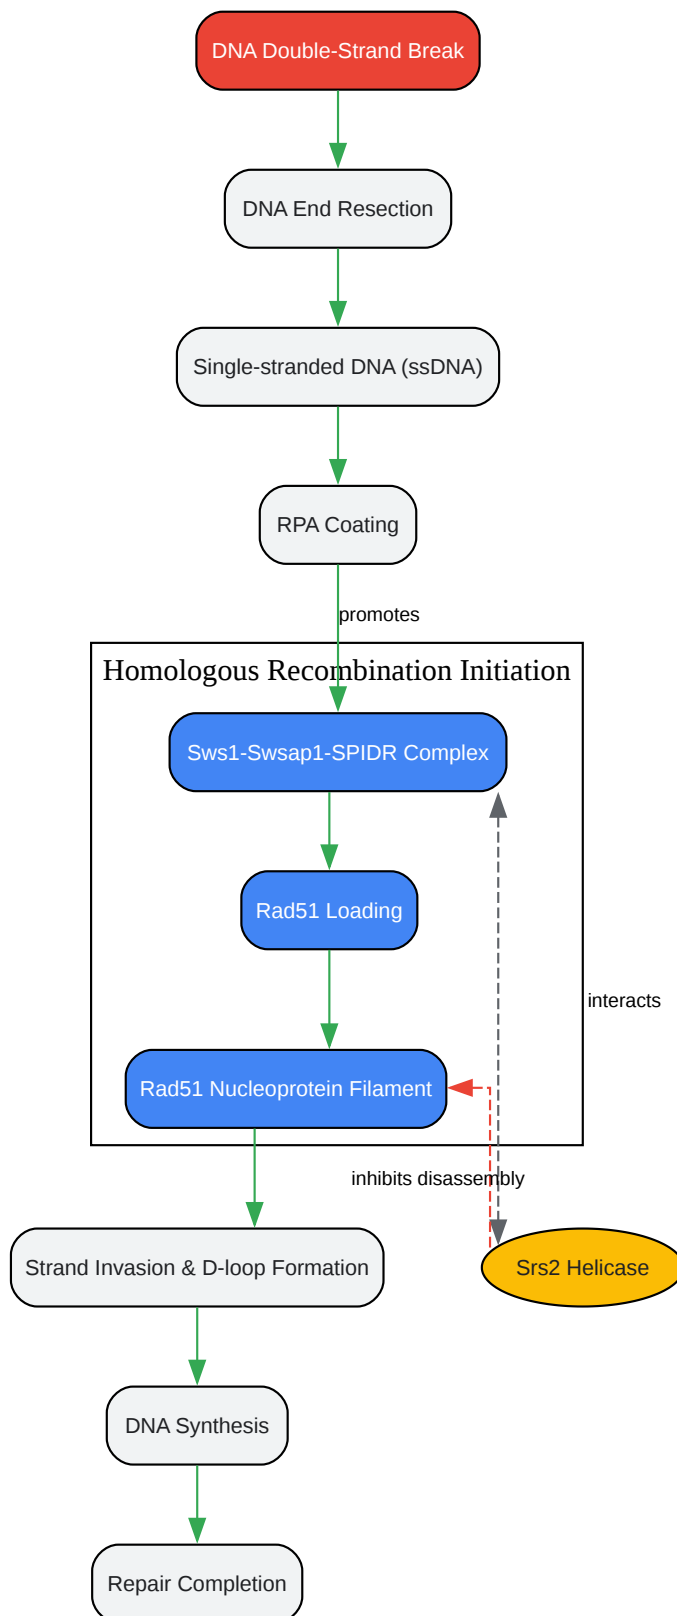 DNA Double-Strand Break
DNA End Resection
Single-stranded DNA (ssDNA)
RPA Coating
promotes
Homologous Recombination Initiation
Sws1-Swsap1-SPIDR Complex
Rad51 Loading
interacts
Rad51 Nucleoprotein Filament
inhibits disassembly
Strand Invasion & D-loop Formation
Srs2 Helicase
DNA Synthesis
Repair Completion